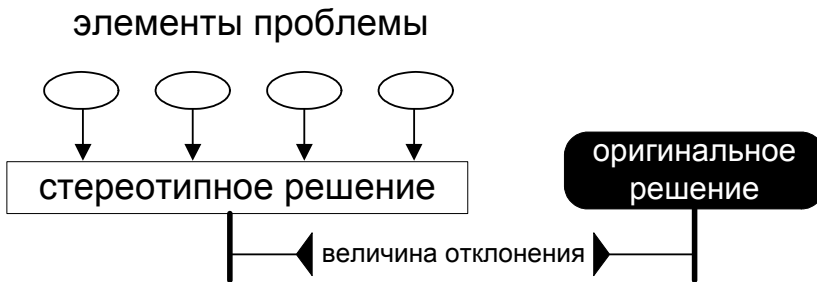 элементы проблемы
стереотипное решение
оригинальное
решение
величина отклонения